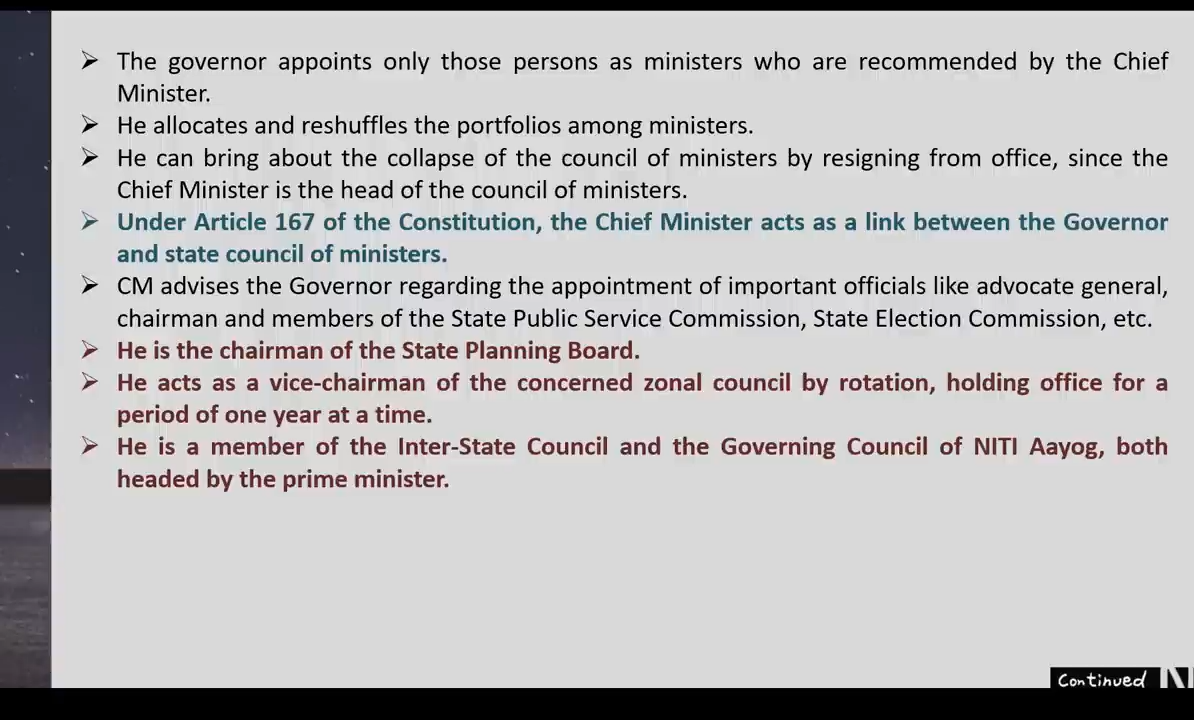 ➢ The governor appoints only those persons as ministers who are recommended by the Chief
Minister.
➢ He allocates and reshuffles the portfolios among ministers.
➢ He can bring about the collapse of the council of ministers by resigning from office, since the
Chief Minister is the head of the council of ministers.
➢ Under Article 167 of the Constitution, the Chief Minister acts as a link between the Governor
and state council of ministers.
➢ CM advises the Governor regarding the appointment of important officials like advocate general,
chairman and members of the State Public Service Commission, State Election Commission, etc.
➢ He is the chairman of the State Planning Board.
➢ He acts as a vice-chairman of the concerned zonal council by rotation, holding office for a
period of one year at a time.
➢ He is a member of the Inter-State Council and the Governing Council of NITI Aayog, both
headed by the prime minister.
Continued